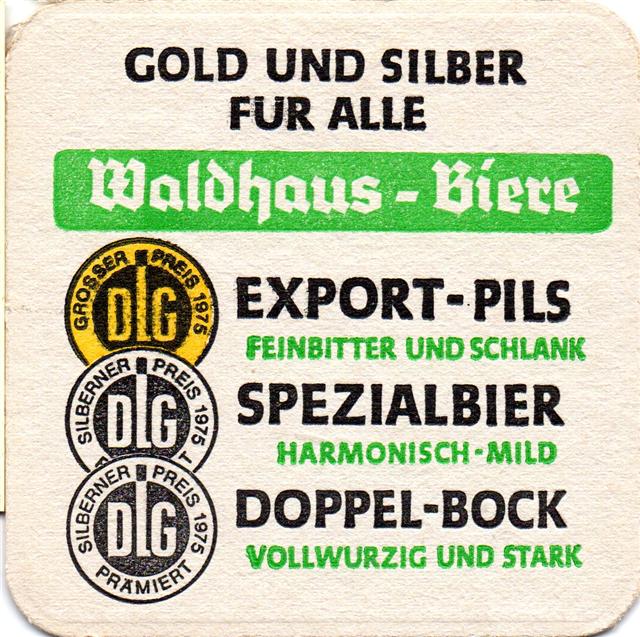 GOLD UND SILBER
FÜR ALLE
Waldhaus - Biere
GROSSER PREIS 1975
DLG
EXPORT-PILS
FEINBITTER UND SCHLANK
SILBERNER PREIS 1975
DLG
SPEZIALBIER
HARMONISCH-MILD
SILBERNER PREIS 1975
DLG
PRÄMIERT
DOPPEL-BOCK
VOLLWURZIG UND STARK